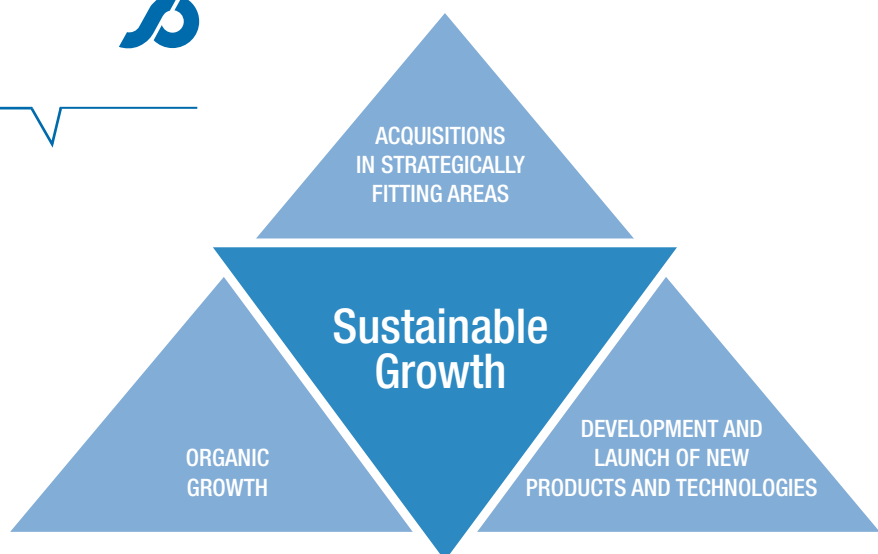 ACQUISITIONS
IN STRATEGICALLY
FITTING AREAS
Sustainable
Growth
ORGANIC
GROWTH
DEVELOPMENT AND
LAUNCH OF NEW
PRODUCTS AND TECHNOLOGIES